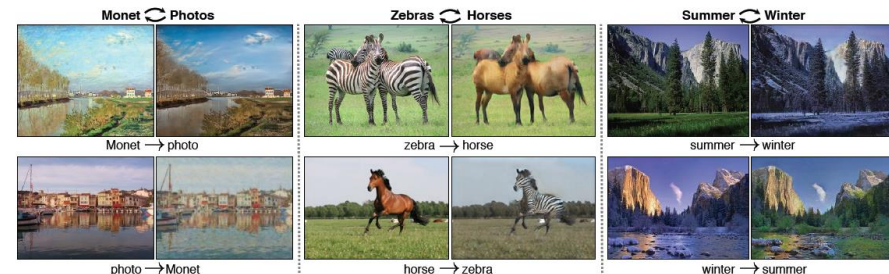 Monet Photos
Zebras Horses
Summer Winter
Monet → photo
zebra → horse
summer → winter
photo → Monet
horse → zebra
winter → summer